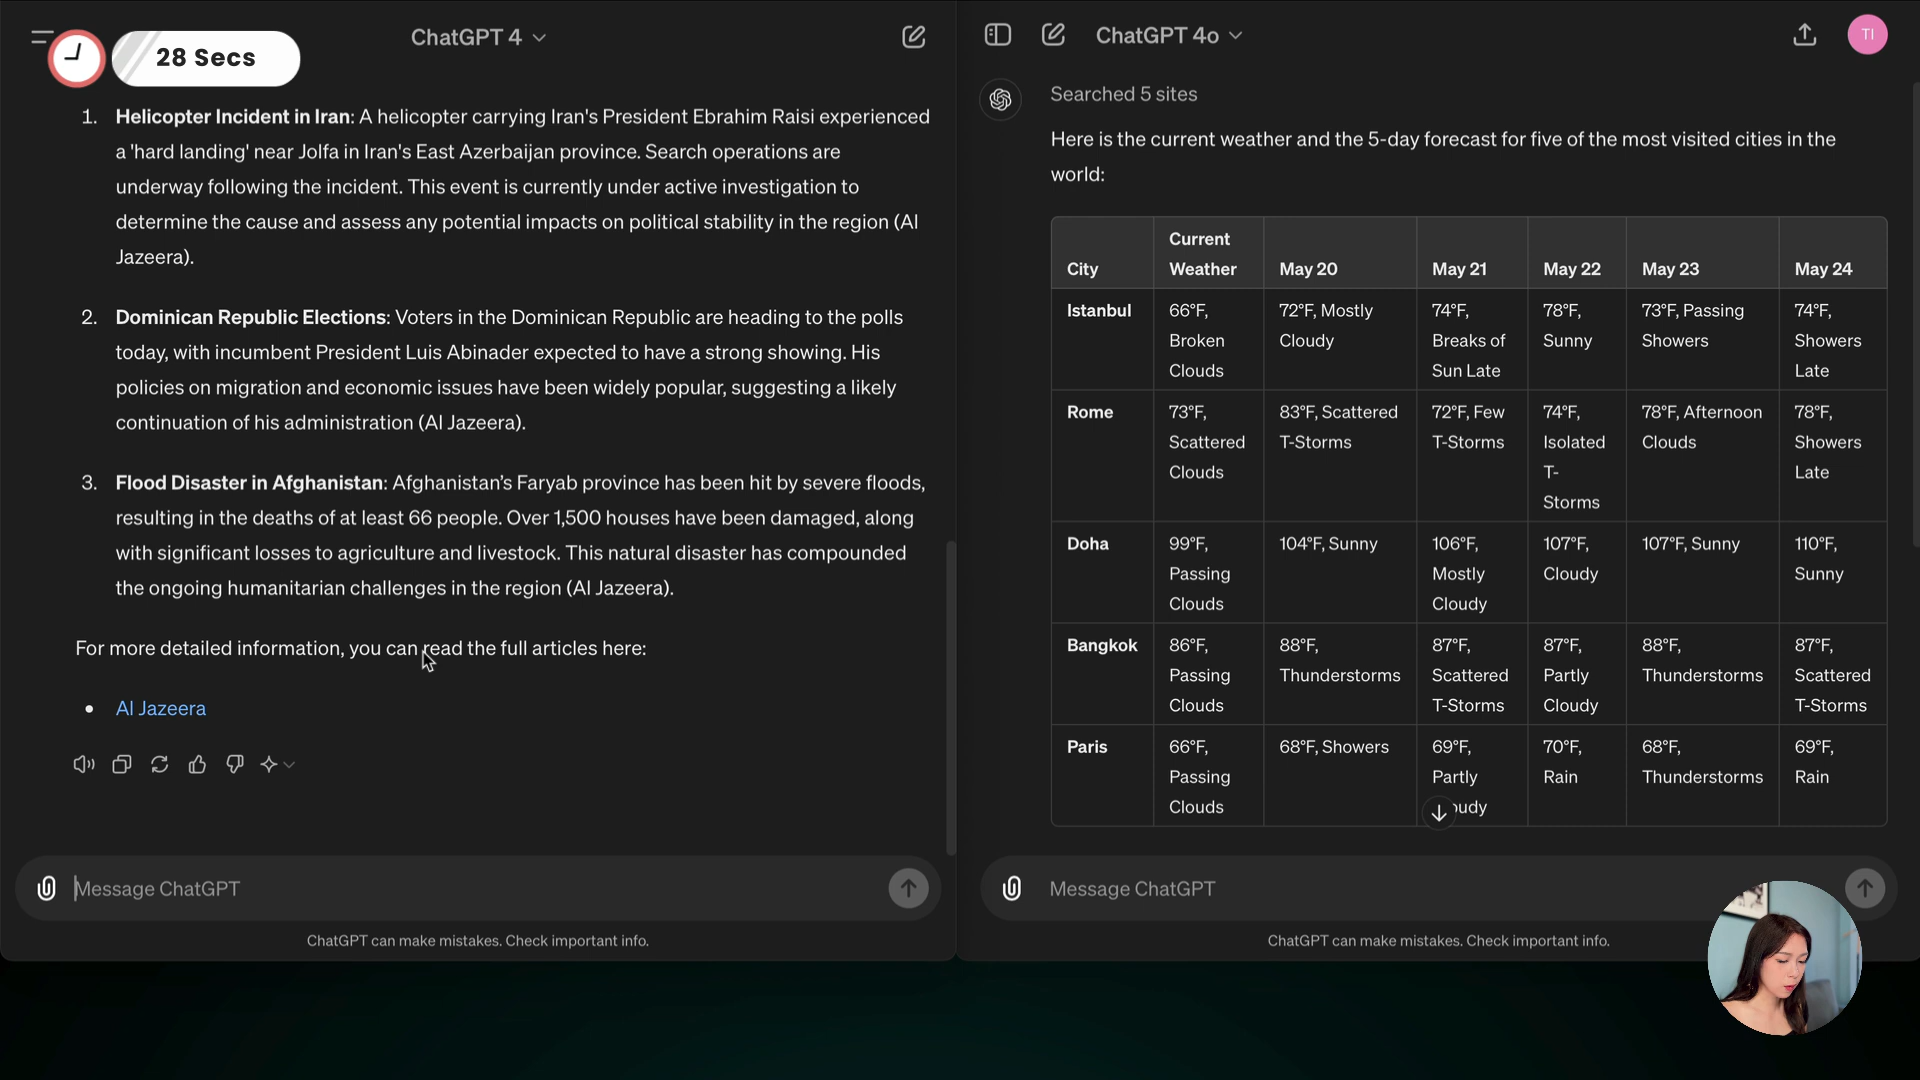 28 Secs
ChatGPT 4
1. Helicopter Incident in Iran: A helicopter carrying Iran's President Ebrahim Raisi experienced
a 'hard landing' near Jolfa in Iran's East Azerbaijan province. Search operations are
underway following the incident. This event is currently under active investigation to
determine the cause and assess any potential impacts on political stability in the region (Al
Jazeera).
2. Dominican Republic Elections: Voters in the Dominican Republic are heading to the polls
today, with incumbent President Luis Abinader expected to have a strong showing. His
policies on migration and economic issues have been widely popular, suggesting a likely
continuation of his administration (Al Jazeera).
3. Flood Disaster in Afghanistan: Afghanistan’s Faryab province has been hit by severe floods,
resulting in the deaths of at least 66 people. Over 1,500 houses have been damaged, along
with significant losses to agriculture and livestock. This natural disaster has compounded
the ongoing humanitarian challenges in the region (Al Jazeera).
For more detailed information, you can read the full articles here:
• Al Jazeera
Message ChatGPT
ChatGPT can make mistakes. Check important info.
ChatGPT 4o
TI
Searched 5 sites
Here is the current weather and the 5-day forecast for five of the most visited cities in the
world:
Current
City Weather May 20 May 21 May 22 May 23 May 24
Istanbul 66°F, 72°F, Mostly 74°F, 78°F, 73°F, Passing 74°F,
Broken Cloudy Breaks of Sunny Showers Showers
Clouds Sun Late Late
Rome 73°F, 83°F, Scattered 72°F, Few 74°F, 78°F, Afternoon 78°F,
Scattered T-Storms T-Storms Isolated Clouds Showers
Clouds T- Late
Storms
Doha 99°F, 104°F, Sunny 106°F, 107°F, 107°F, Sunny 110°F,
Passing Mostly Cloudy Sunny
Clouds Cloudy
Bangkok 86°F, 88°F, 87°F, 87°F, 88°F, 87°F,
Passing Thunderstorms Scattered Partly Thunderstorms Scattered
Clouds T-Storms Cloudy T-Storms
Paris 66°F, 68°F, Showers 69°F, 70°F, 68°F, 69°F,
Passing Partly Rain Thunderstorms Rain
Clouds
Message ChatGPT
ChatGPT can make mistakes. Check important info.